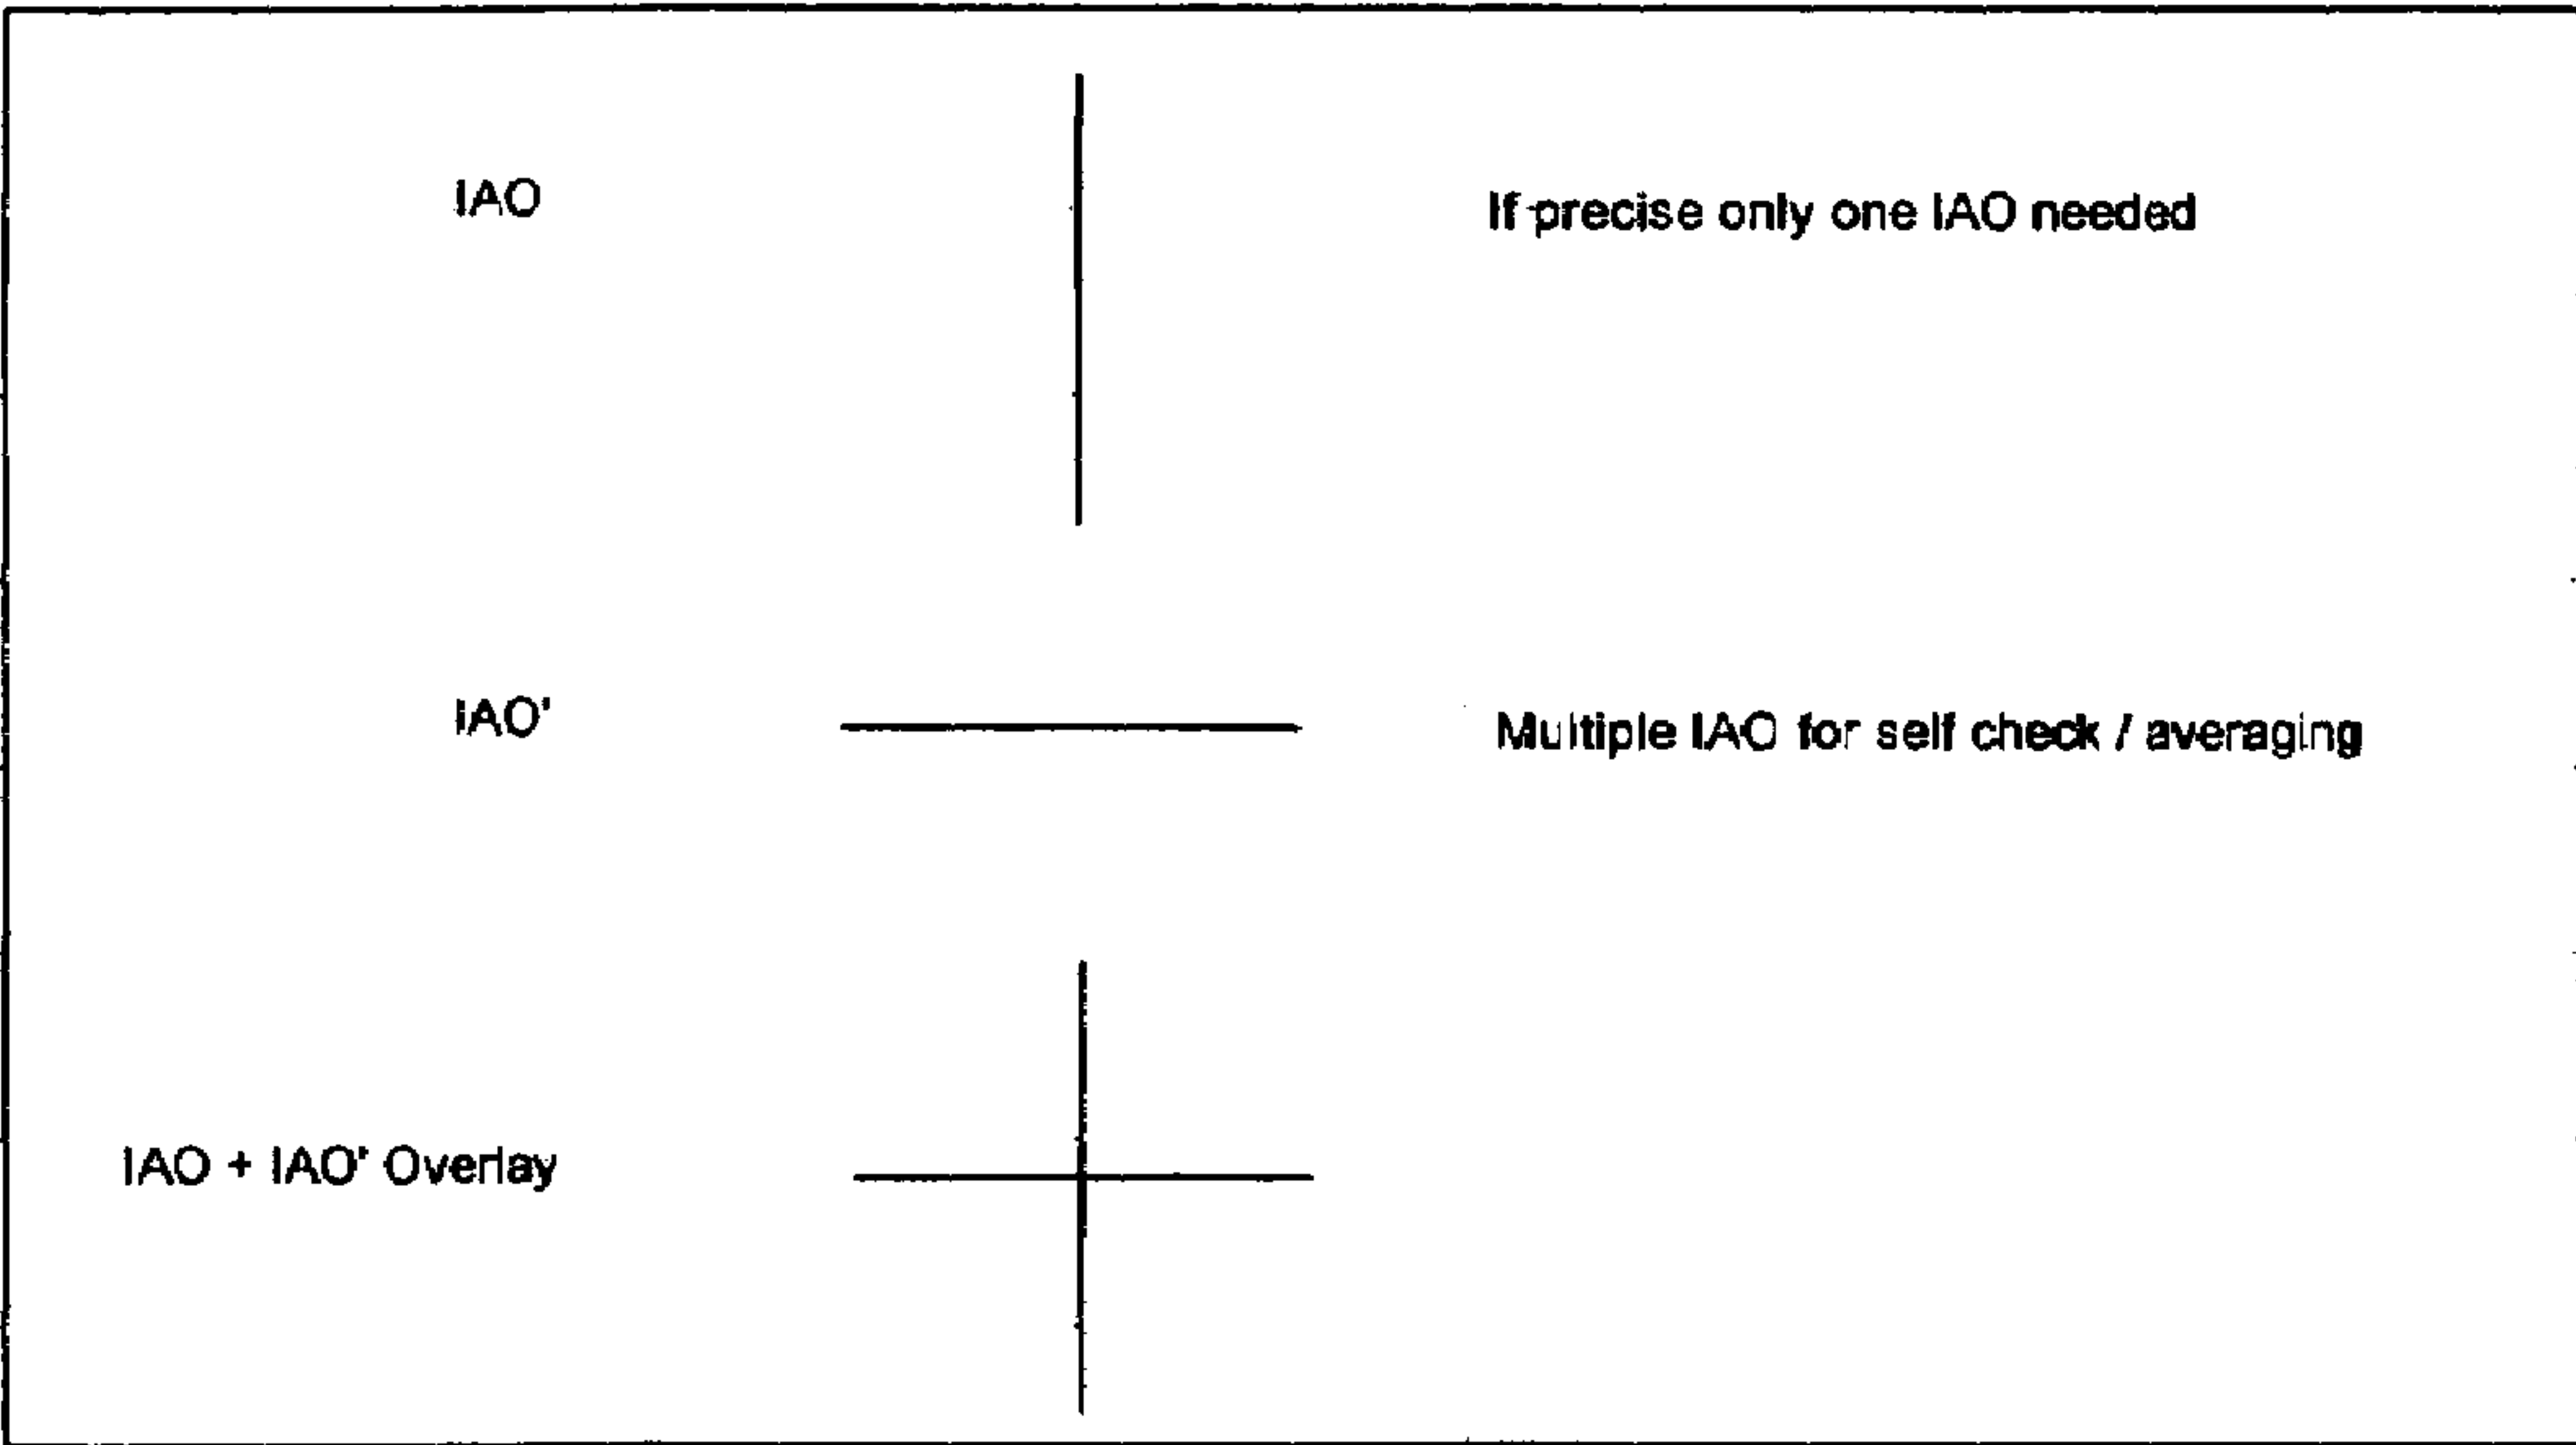 IAO
If precise only one IAO needed
IAO'
Multiple IAO for self check / averaging
IAO + IAO' Overlay